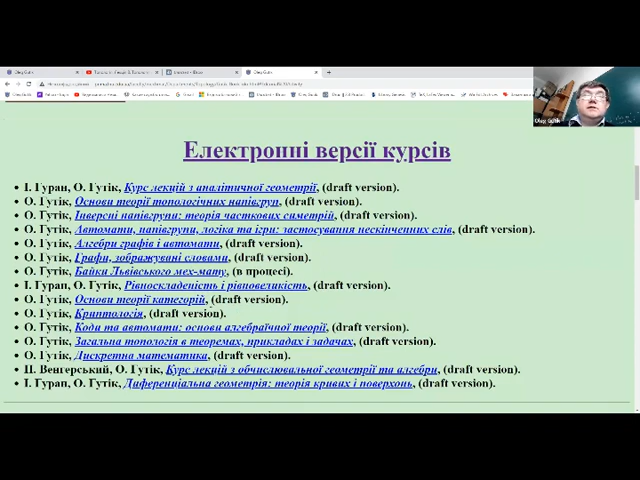 Oleg Gutik
Oleg Gutik
Електронні версії курсів
• І. Гуран, О. Гутік, Курс лекцій з аналітичної геометрії, (draft version).
• О. Гутік, Основи теорії топологічних напівгруп, (draft version).
• О. Гутік, Інверсні напівгрупи: теорія часткових симетрій, (draft version).
• О. Гутік, Автомати, напівгрупи, логіка та ігри: застосування нескінченних слів, (draft version).
• О. Гутік, Алгебри графів і автомати, (draft version).
• О. Гутік, Графи, зображувані словами, (draft version).
• О. Гутік, Байки Львівського мех-мату, (в процесі).
• І. Гуран, О. Гутік, Рівноскладеність і рівновеликість, (draft version).
• О. Гутік, Основи теорії категорій, (draft version).
• О. Гутік, Криптологія, (draft version).
• О. Гутік, Коди та автомати: основи алгебраїчної теорії, (draft version).
• О. Гутік, Загальна топологія в теоремах, прикладах і задачах, (draft version).
• О. Гутік, Дискретна математика, (draft version).
• П. Венгерський, О. Гутік, Курс лекцій з обчислювальної геометрії та алгебри, (draft version).
• І. Гуран, О. Гутік, Диференціальна геометрія: теорія кривих і поверхонь, (draft version).